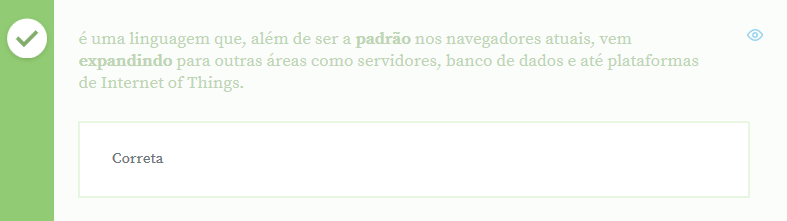 é uma linguagem que, além de ser a padrão nos navegadores atuais, vem
expandindo para outras áreas como servidores, banco de dados e até plataformas
de Internet of Things.
Correta